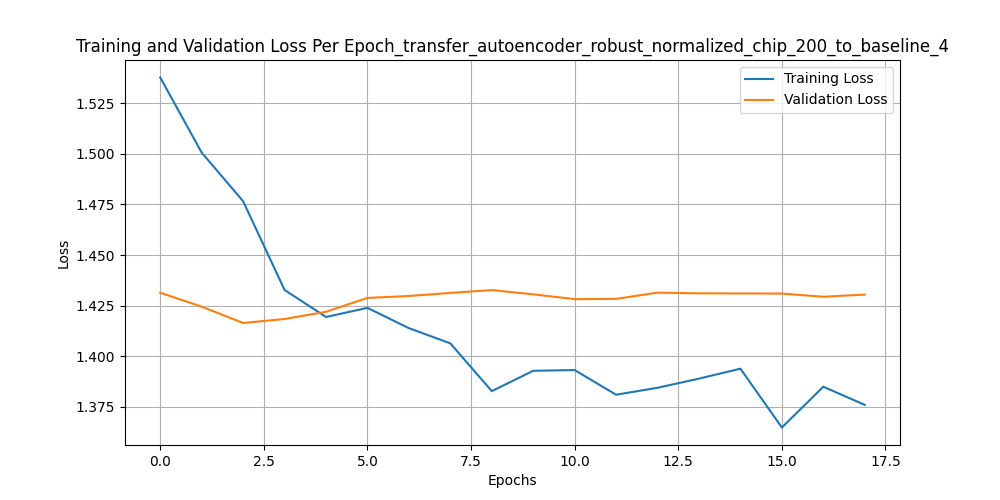 Training and Validation Loss Per Epoch_transfer_autoencoder_robust_normalized_chip_200_to_baseline_4
Training Loss
Validation Loss
1.525
1.500
1.475
1.450
1.425
1.400
1.375
Loss
0.0 2.5 5.0 7.5 10.0 12.5 15.0 17.5
Epochs